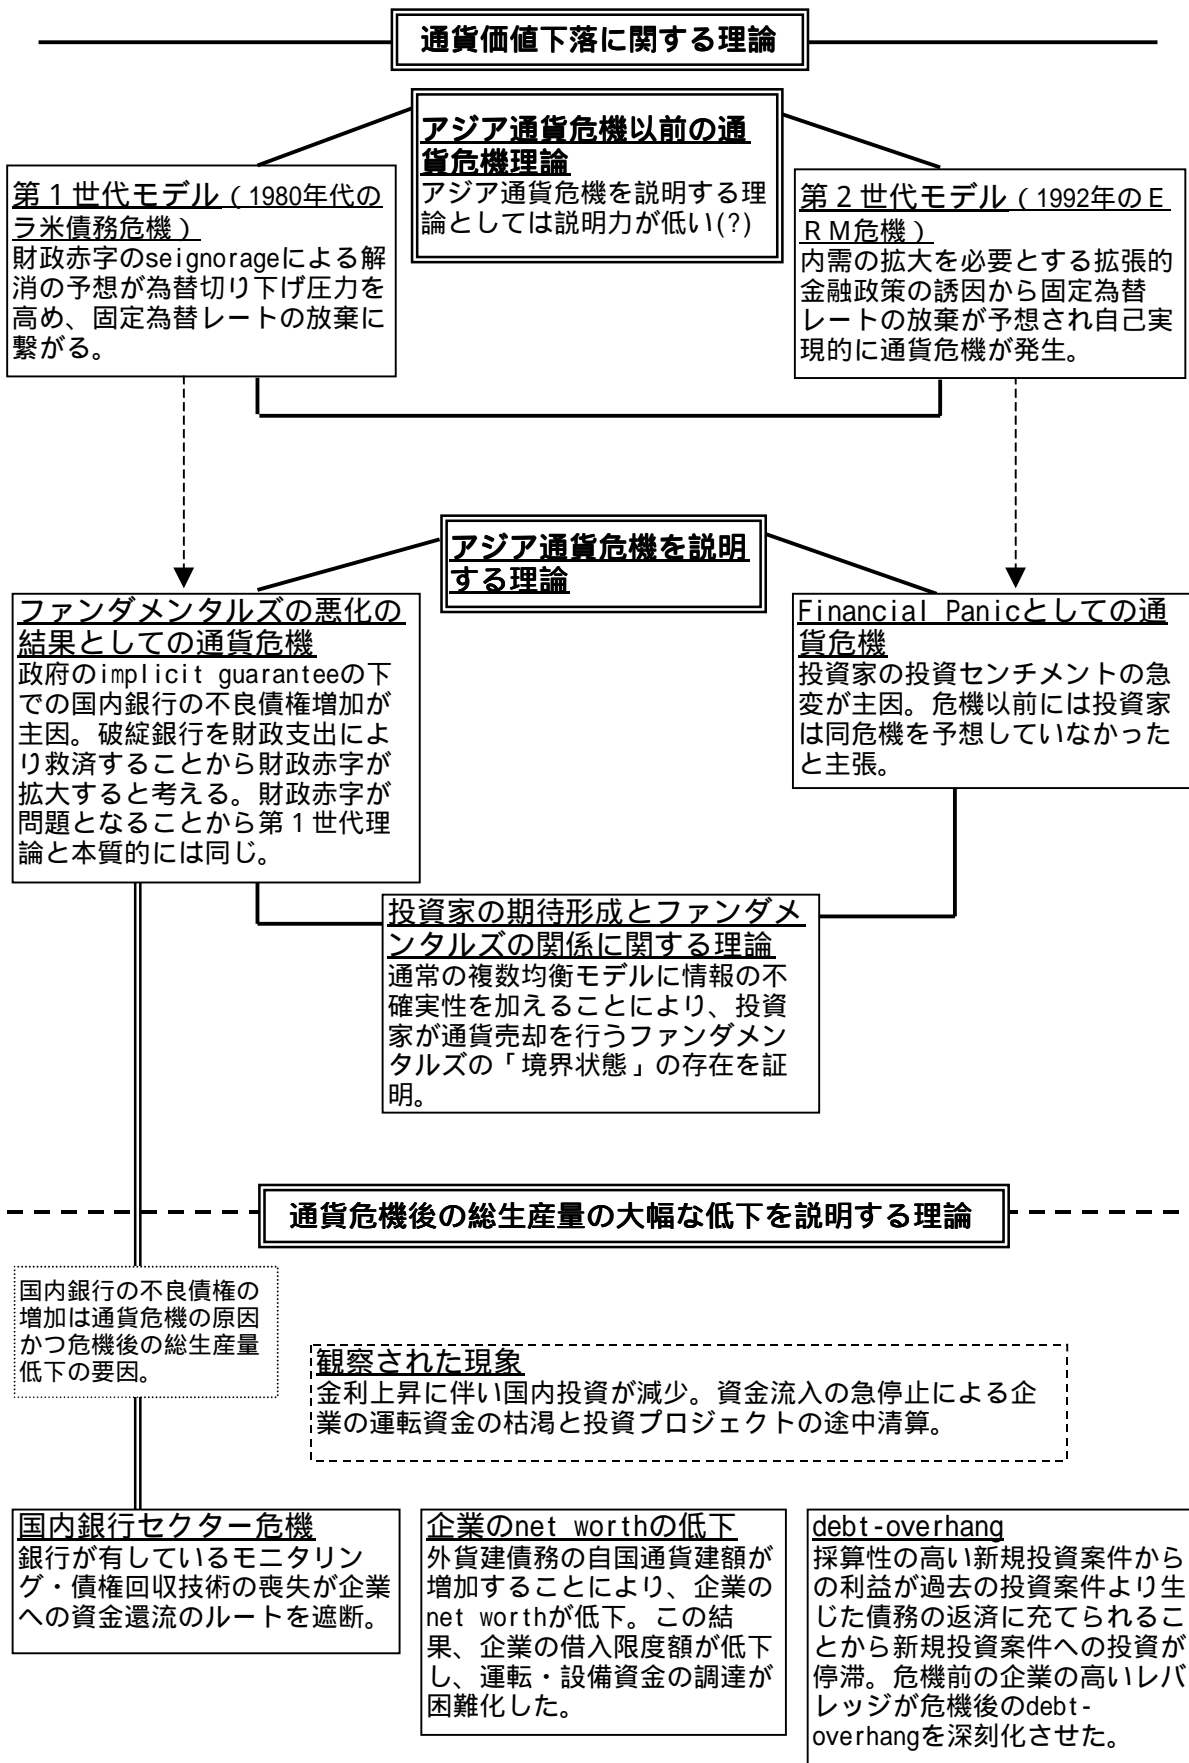 通貨価値下落に関する理論
アジア通貨危機以前の通
貨危機理論
アジア通貨危機を説明する理
論としては説明力が低い(?)
第１世代モデル（1980年代の
ラ米債務危機）
財政赤字のseignorageによる解
消の予想が為替切り下げ圧力を
高め、固定為替レートの放棄に
繋がる。
第２世代モデル（1992年のＥ
ＲＭ危機）
内需の拡大を必要とする拡張的
金融政策の誘因から固定為替
レートの放棄が予想され自己実
現的に通貨危機が発生。
アジア通貨危機を説明
する理論
ファンダメンタルズの悪化の
結果としての通貨危機
政府のimplicit guaranteeの下
での国内銀行の不良債権増加が
主因。破綻銀行を財政支出によ
り救済することから財政赤字が
拡大すると考える。財政赤字が
問題となることから第１世代理
論と本質的には同じ。
Financial Panicとしての通
貨危機
投資家の投資センチメントの急
変が主因。危機以前には投資家
は同危機を予想していなかった
と主張。
投資家の期待形成とファンダメ
ンタルズの関係に関する理論
通常の複数均衡モデルに情報の不
確実性を加えることにより、投資
家が通貨売却を行うファンダメン
タルズの「境界状態」の存在を証
明。
通貨危機後の総生産量の大幅な低下を説明する理論
国内銀行の不良債権の
増加は通貨危機の原因
かつ危機後の総生産量
低下の要因。
観察された現象
金利上昇に伴い国内投資が減少。資金流入の急停止による企
業の運転資金の枯渇と投資プロジェクトの途中清算。
国内銀行セクター危機
銀行が有しているモニタリン
グ・債権回収技術の喪失が企業
への資金還流のルートを遮断。
企業のnet worthの低下
外貨建債務の自国通貨建額が
増加することにより、企業の
net worthが低下。この結
果、企業の借入限度額が低下
し、運転・設備資金の調達が
困難化した。
debt-overhang
採算性の高い新規投資案件から
の利益が過去の投資案件より生
じた債務の返済に充てられるこ
とから新規投資案件への投資が
停滞。危機前の企業の高いレバ
レッジが危機後のdebt-
overhangを深刻化させた。